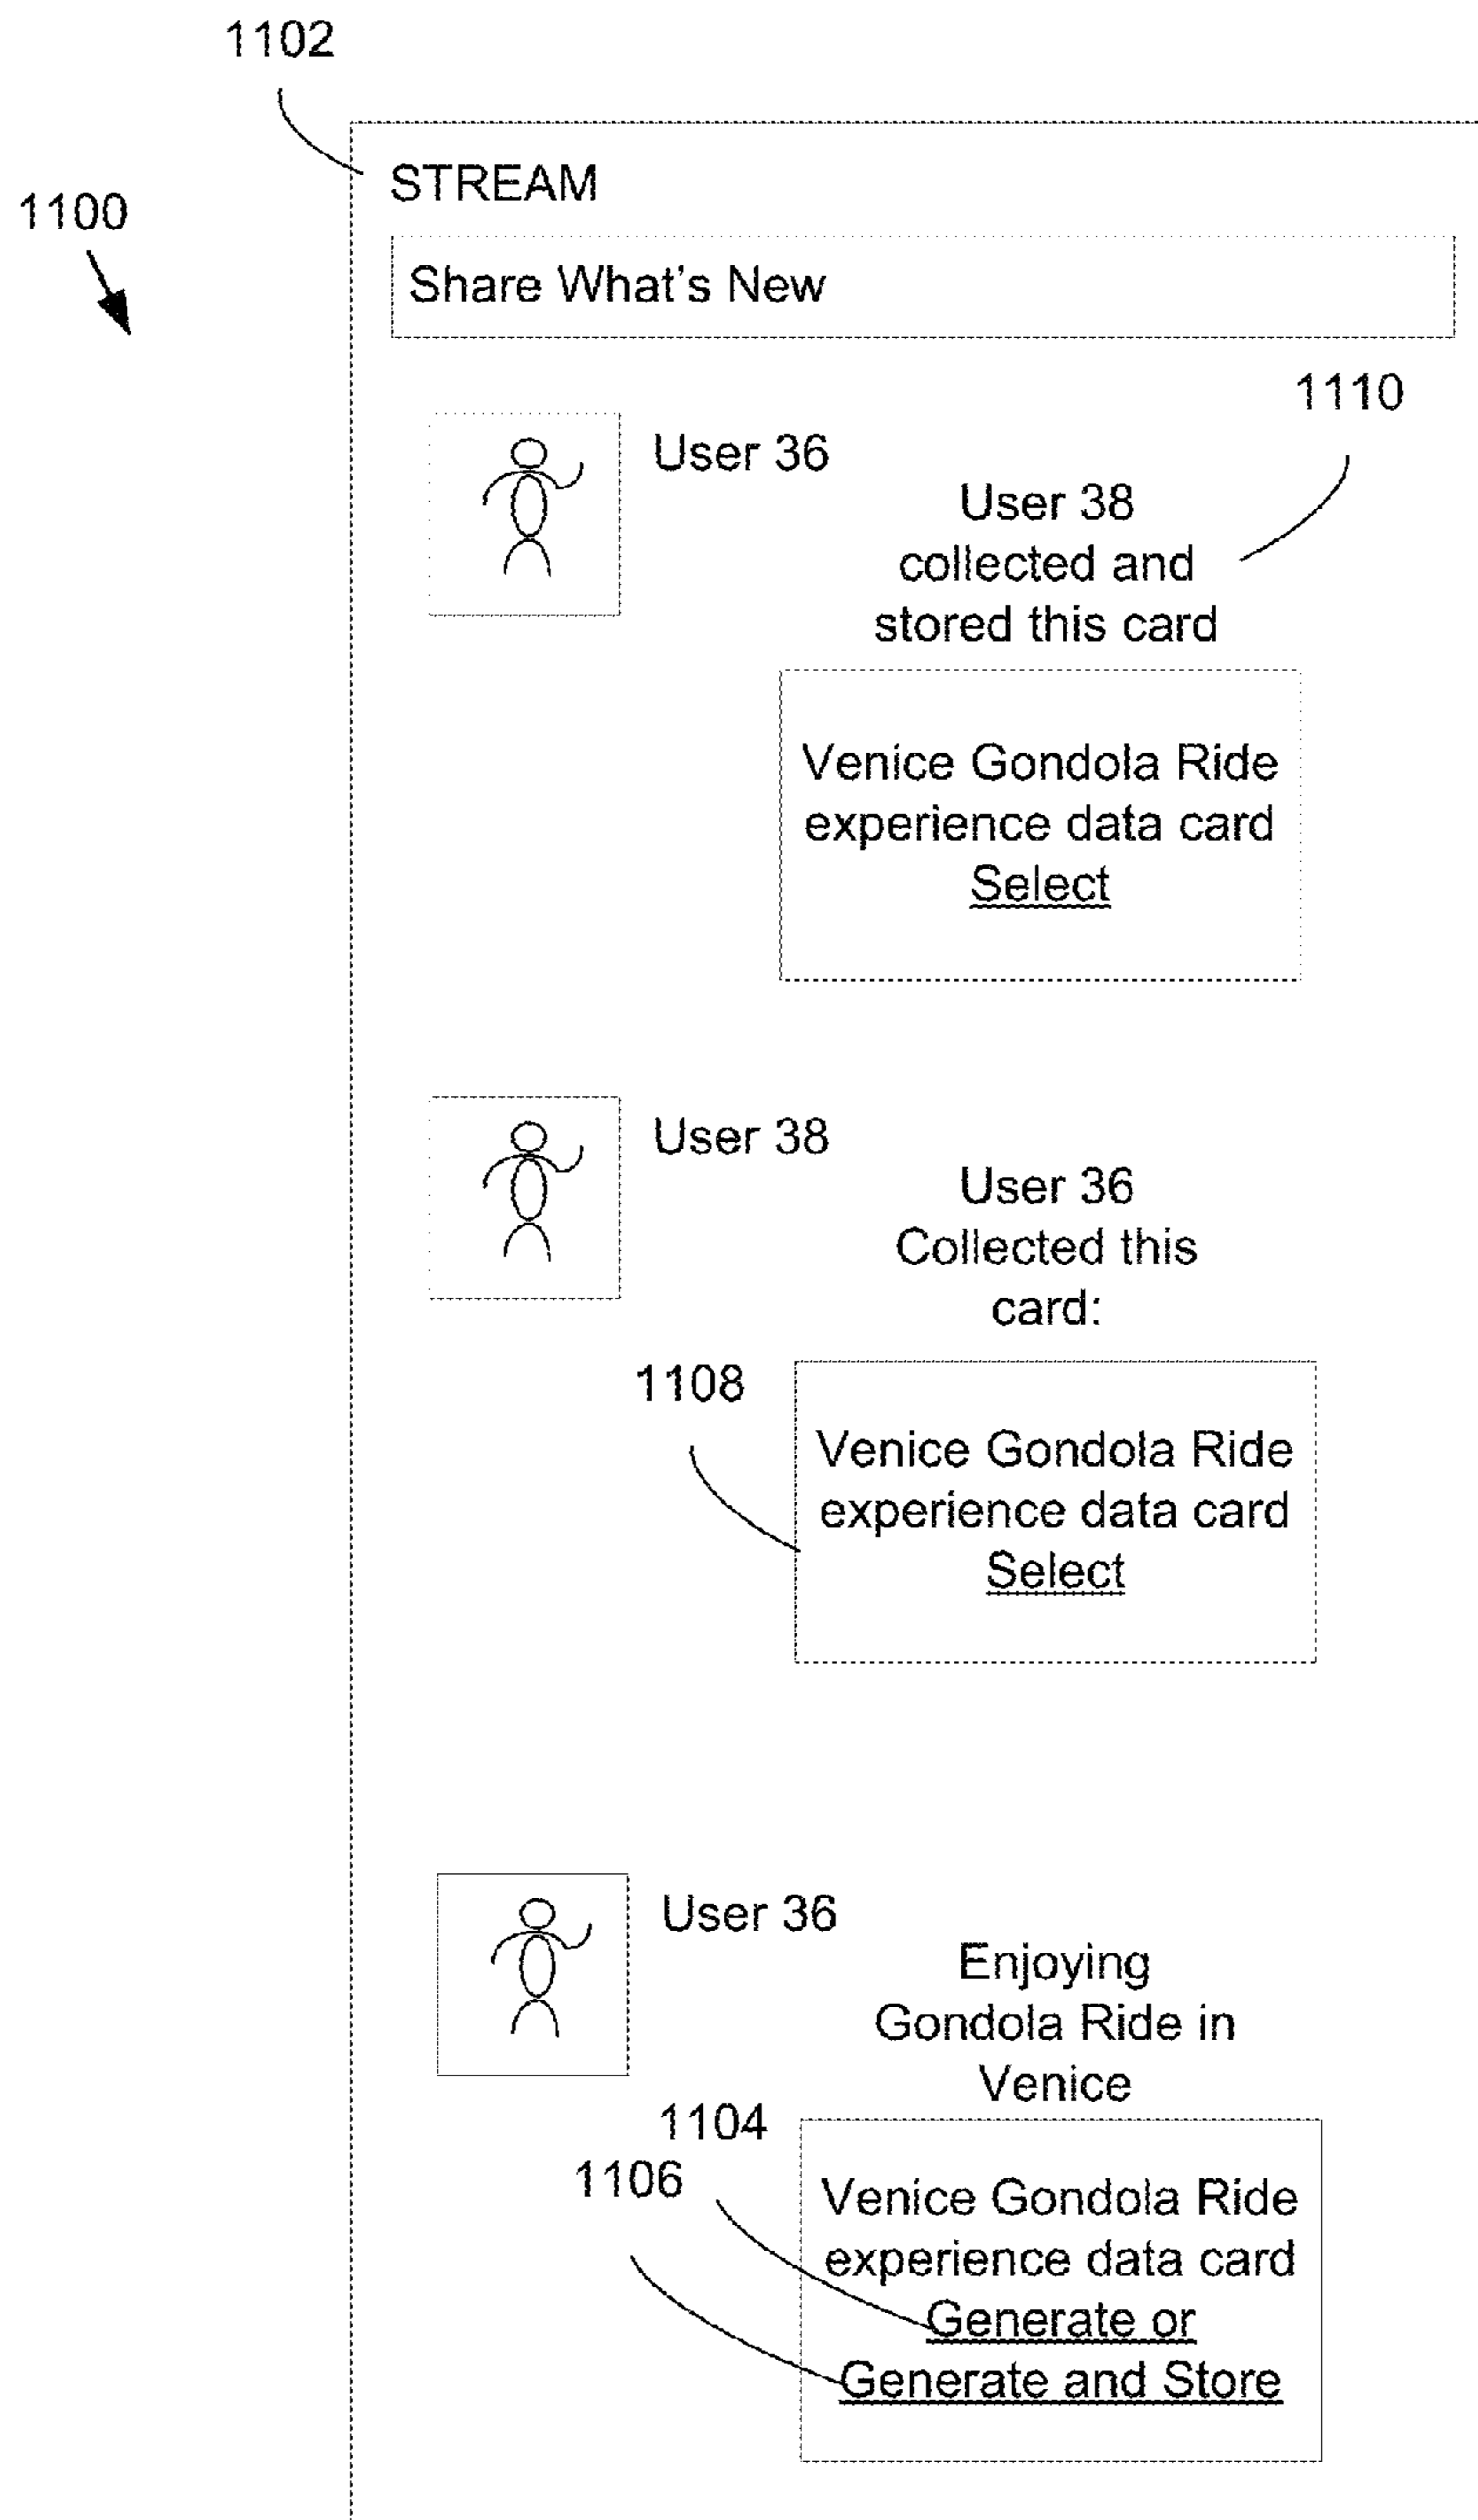 1102
STREAM
1100
Share What's New
1110
User 36
User 38
collected and
stored this card
Venice Gondola Ride
experience data card
Select
User 38
User 36
Collected this
card:
1108
Venice Gondola Ride
experience data card
Select
User 36
Enjoying
Gondola Ride in
Venice
1104
1106
Venice Gondola Ride
experience data card
Generate or
Generate and Store